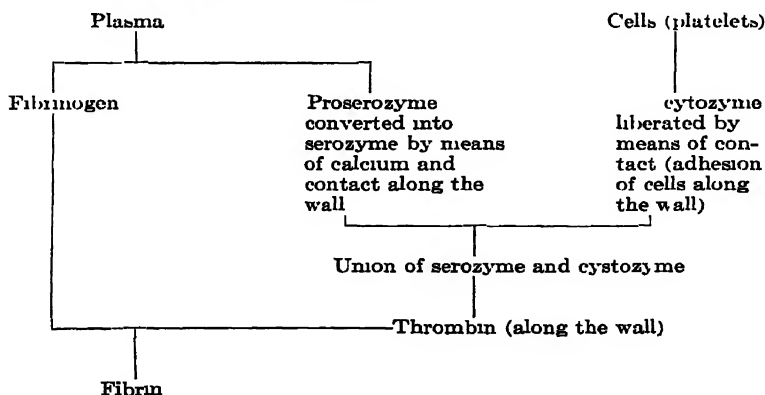 Plasma
Cells (platelets)
Fibrinogen
Proserozyme
converted into
serozyme by means
of calcium and
contact along the
wall
cytozyme
liberated by
means of con-
tact (adhesion
of cells along
the wall)
Union of serozyme and cystozyme
Thrombin (along the wall)
Fibrin